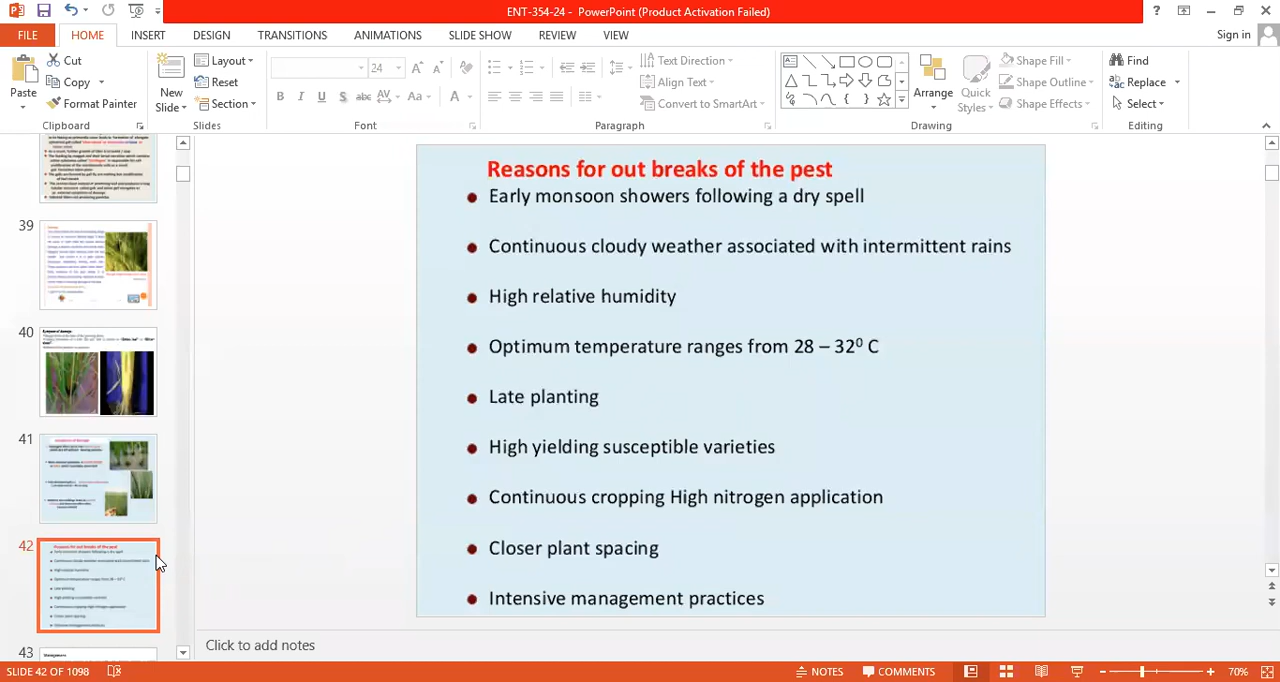 ENT-354-24 - PowerPoint (Product Activation Failed)
FILE HOME INSERT DESIGN TRANSITIONS ANIMATIONS SLIDE SHOW REVIEW VIEW Sign in
Paste
Cut
Copy
Format Painter
Clipboard
New
Slide
Layout
Reset
Section
Slides
24
Font
Text Direction
Align Text
Convert to SmartArt
Paragraph
Arrange
Quick
Styles
Shape Fill
Shape Outline
Shape Effects
Drawing
Find
Replace
Select
Editing
39
40
41
42
43
Reasons for out breaks of the pest
Early monsoon showers following a dry spell
Continuous cloudy weather associated with intermittent rains
High relative humidity
Optimum temperature ranges from 28 – 32⁰ C
Late planting
High yielding susceptible varieties
Continuous cropping High nitrogen application
Closer plant spacing
Intensive management practices
Click to add notes
SLIDE 42 OF 1098
NOTES COMMENTS 70%